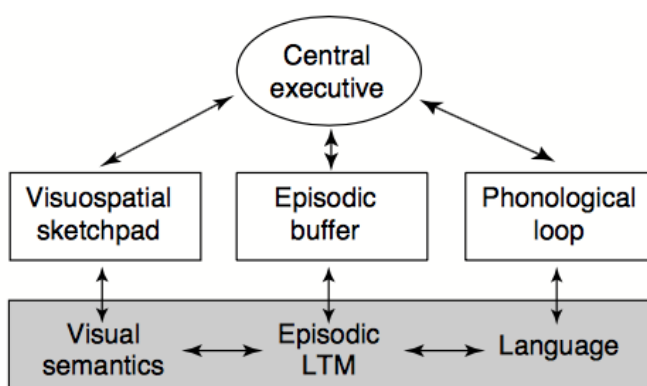 Central
executive
Visuospatial
sketchpad
Episodic
buffer
Phonological
loop
Visual
semantics
Episodic
LTM
Language